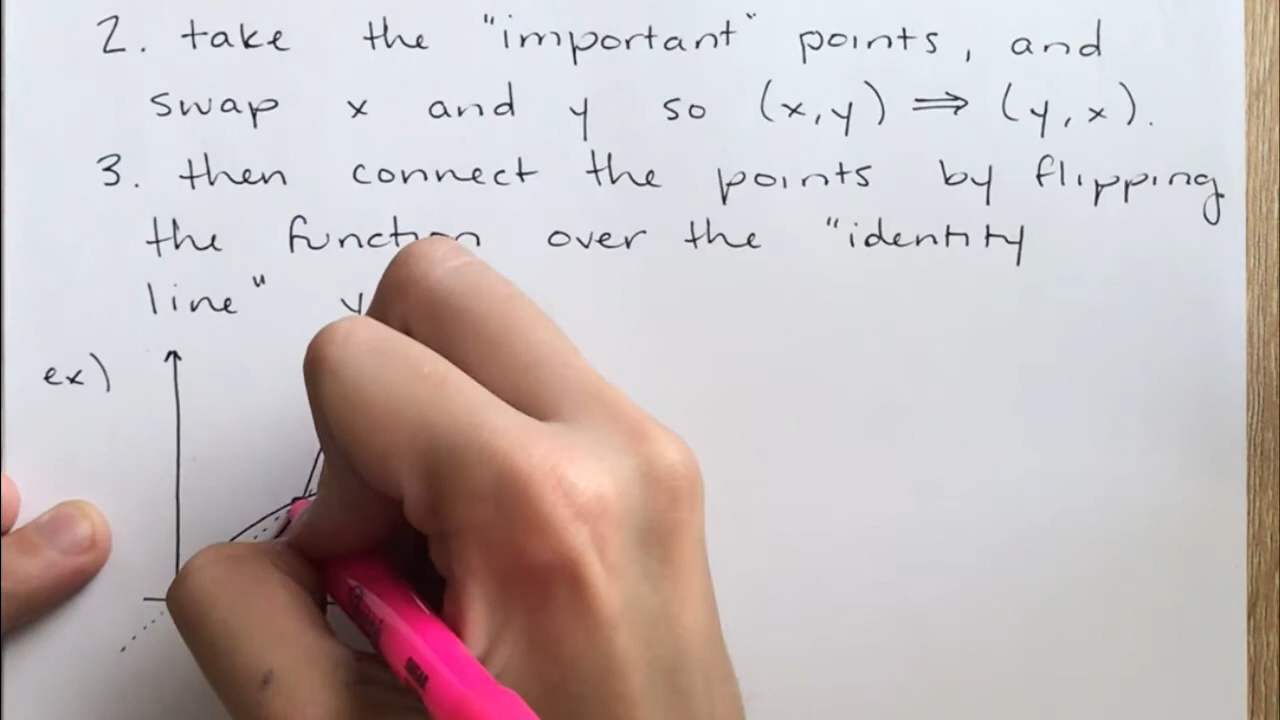 2. take the "important" points, and
swap x and y so (x,y) ⟹ (y,x).
3. then connect the points by flipping
the function over the "identity
line" y
ex)